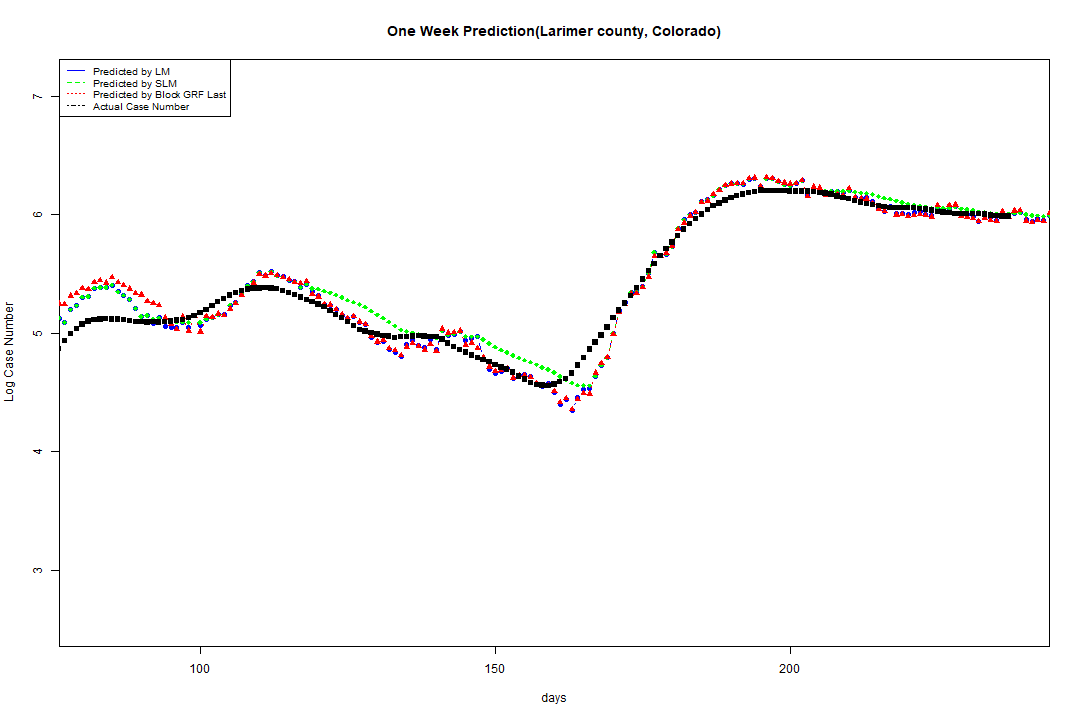 One Week Prediction(Larimer county, Colorado)
Predicted by LM
Predicted by SLM
Predicted by Block GRF Last
Actual Case Number
7
6
5
4
3
Log Case Number
100 150 200
days